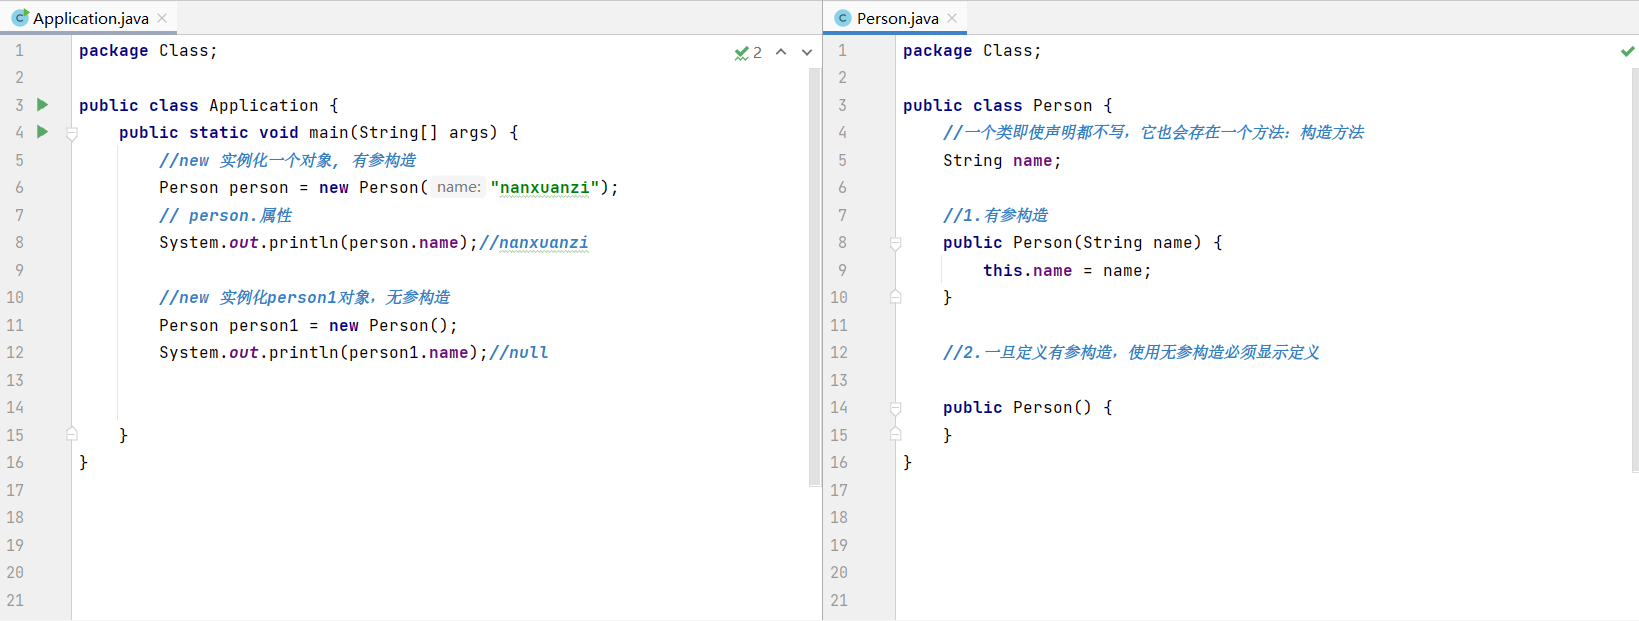 Application.java
Person.java
2
1 package Class;
2
3 public class Application {
4 public static void main(String[] args) {
5 //new 实例化一个对象, 有参构造
6 Person person = new Person( name: "nanxuanzi");
7 // person.属性
8 System.out.println(person.name);//nanxuanzi
9
10 //new 实例化person1对象，无参构造
11 Person person1 = new Person();
12 System.out.println(person1.name);//null
13
14
15 }
16 }
17
18
19
20
21
1 package Class;
2
3 public class Person {
4 //一个类即使声明都不写，它也会存在一个方法：构造方法
5 String name;
6
7 //1.有参构造
8 public Person(String name) {
9 this.name = name;
10 }
11
12 //2.一旦定义有参构造，使用无参构造必须显示定义
13
14 public Person() {
15 }
16 }
17
18
19
20
21